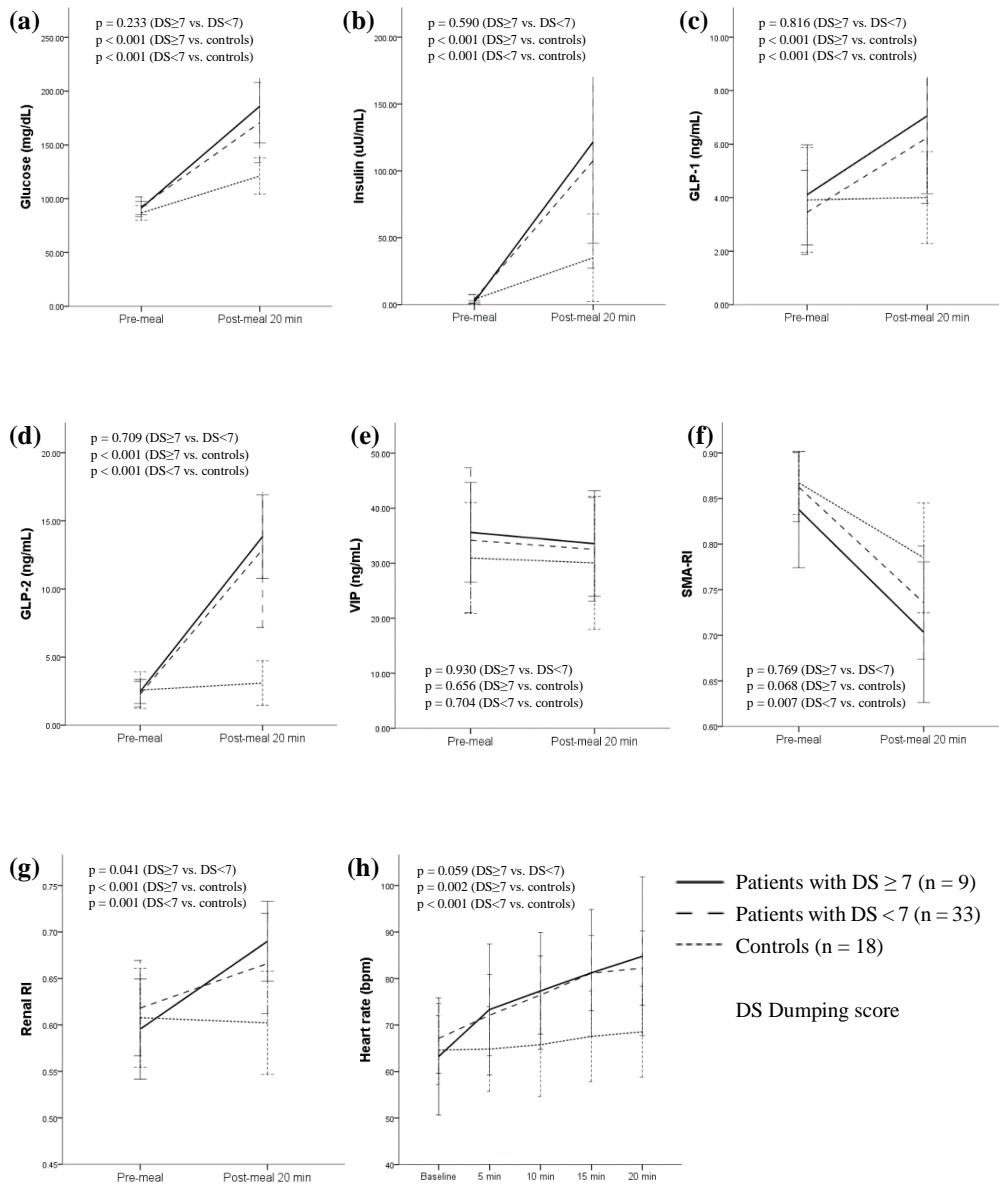 (a)
p = 0.233 (DS≥7 vs. DS<7)
p < 0.001 (DS≥7 vs. controls)
p < 0.001 (DS<7 vs. controls)
250.00
200.00
150.00
100.00
50.00
0.00
Glucose (mg/dL)
Pre-meal
Post-meal 20 min
(b)
p = 0.590 (DS≥7 vs. DS<7)
p < 0.001 (DS≥7 vs. controls)
p < 0.001 (DS<7 vs. controls)
200.00
150.00
100.00
50.00
0.00
Insulin (uU/mL)
Pre-meal
Post-meal 20 min
(c)
p = 0.816 (DS≥7 vs. DS<7)
p < 0.001 (DS≥7 vs. controls)
p < 0.001 (DS<7 vs. controls)
10.00
8.00
6.00
4.00
2.00
0.00
GLP-1 (ng/mL)
Pre-meal
Post-meal 20 min
(d)
p = 0.709 (DS≥7 vs. DS<7)
p < 0.001 (DS≥7 vs. controls)
p < 0.001 (DS<7 vs. controls)
20.00
15.00
10.00
5.00
0.00
GLP-2 (ng/mL)
Pre-meal
Post-meal 20 min
(e)
50.00
40.00
30.00
20.00
10.00
0.00
VIP (ng/mL)
p = 0.930 (DS≥7 vs. DS<7)
p = 0.656 (DS≥7 vs. controls)
p = 0.704 (DS<7 vs. controls)
Pre-meal
Post-meal 20 min
(f)
0.90
0.85
0.80
0.75
0.70
0.65
0.60
SMA-RI
p = 0.769 (DS≥7 vs. DS<7)
p = 0.068 (DS≥7 vs. controls)
p = 0.007 (DS<7 vs. controls)
Pre-meal
Post-meal 20 min
(g)
p = 0.041 (DS≥7 vs. DS<7)
p < 0.001 (DS≥7 vs. controls)
p = 0.001 (DS<7 vs. controls)
0.75
0.70
0.65
0.60
0.55
0.50
0.45
Renal RI
Pre-meal
Post-meal 20 min
(h)
p = 0.059 (DS≥7 vs. DS<7)
p = 0.002 (DS≥7 vs. controls)
p < 0.001 (DS<7 vs. controls)
100
90
80
70
60
50
40
Heart rate (bpm)
Baseline
5 min
10 min
15 min
20 min
Patients with DS ≥ 7 (n = 9)
Patients with DS < 7 (n = 33)
Controls (n = 18)
DS Dumping score